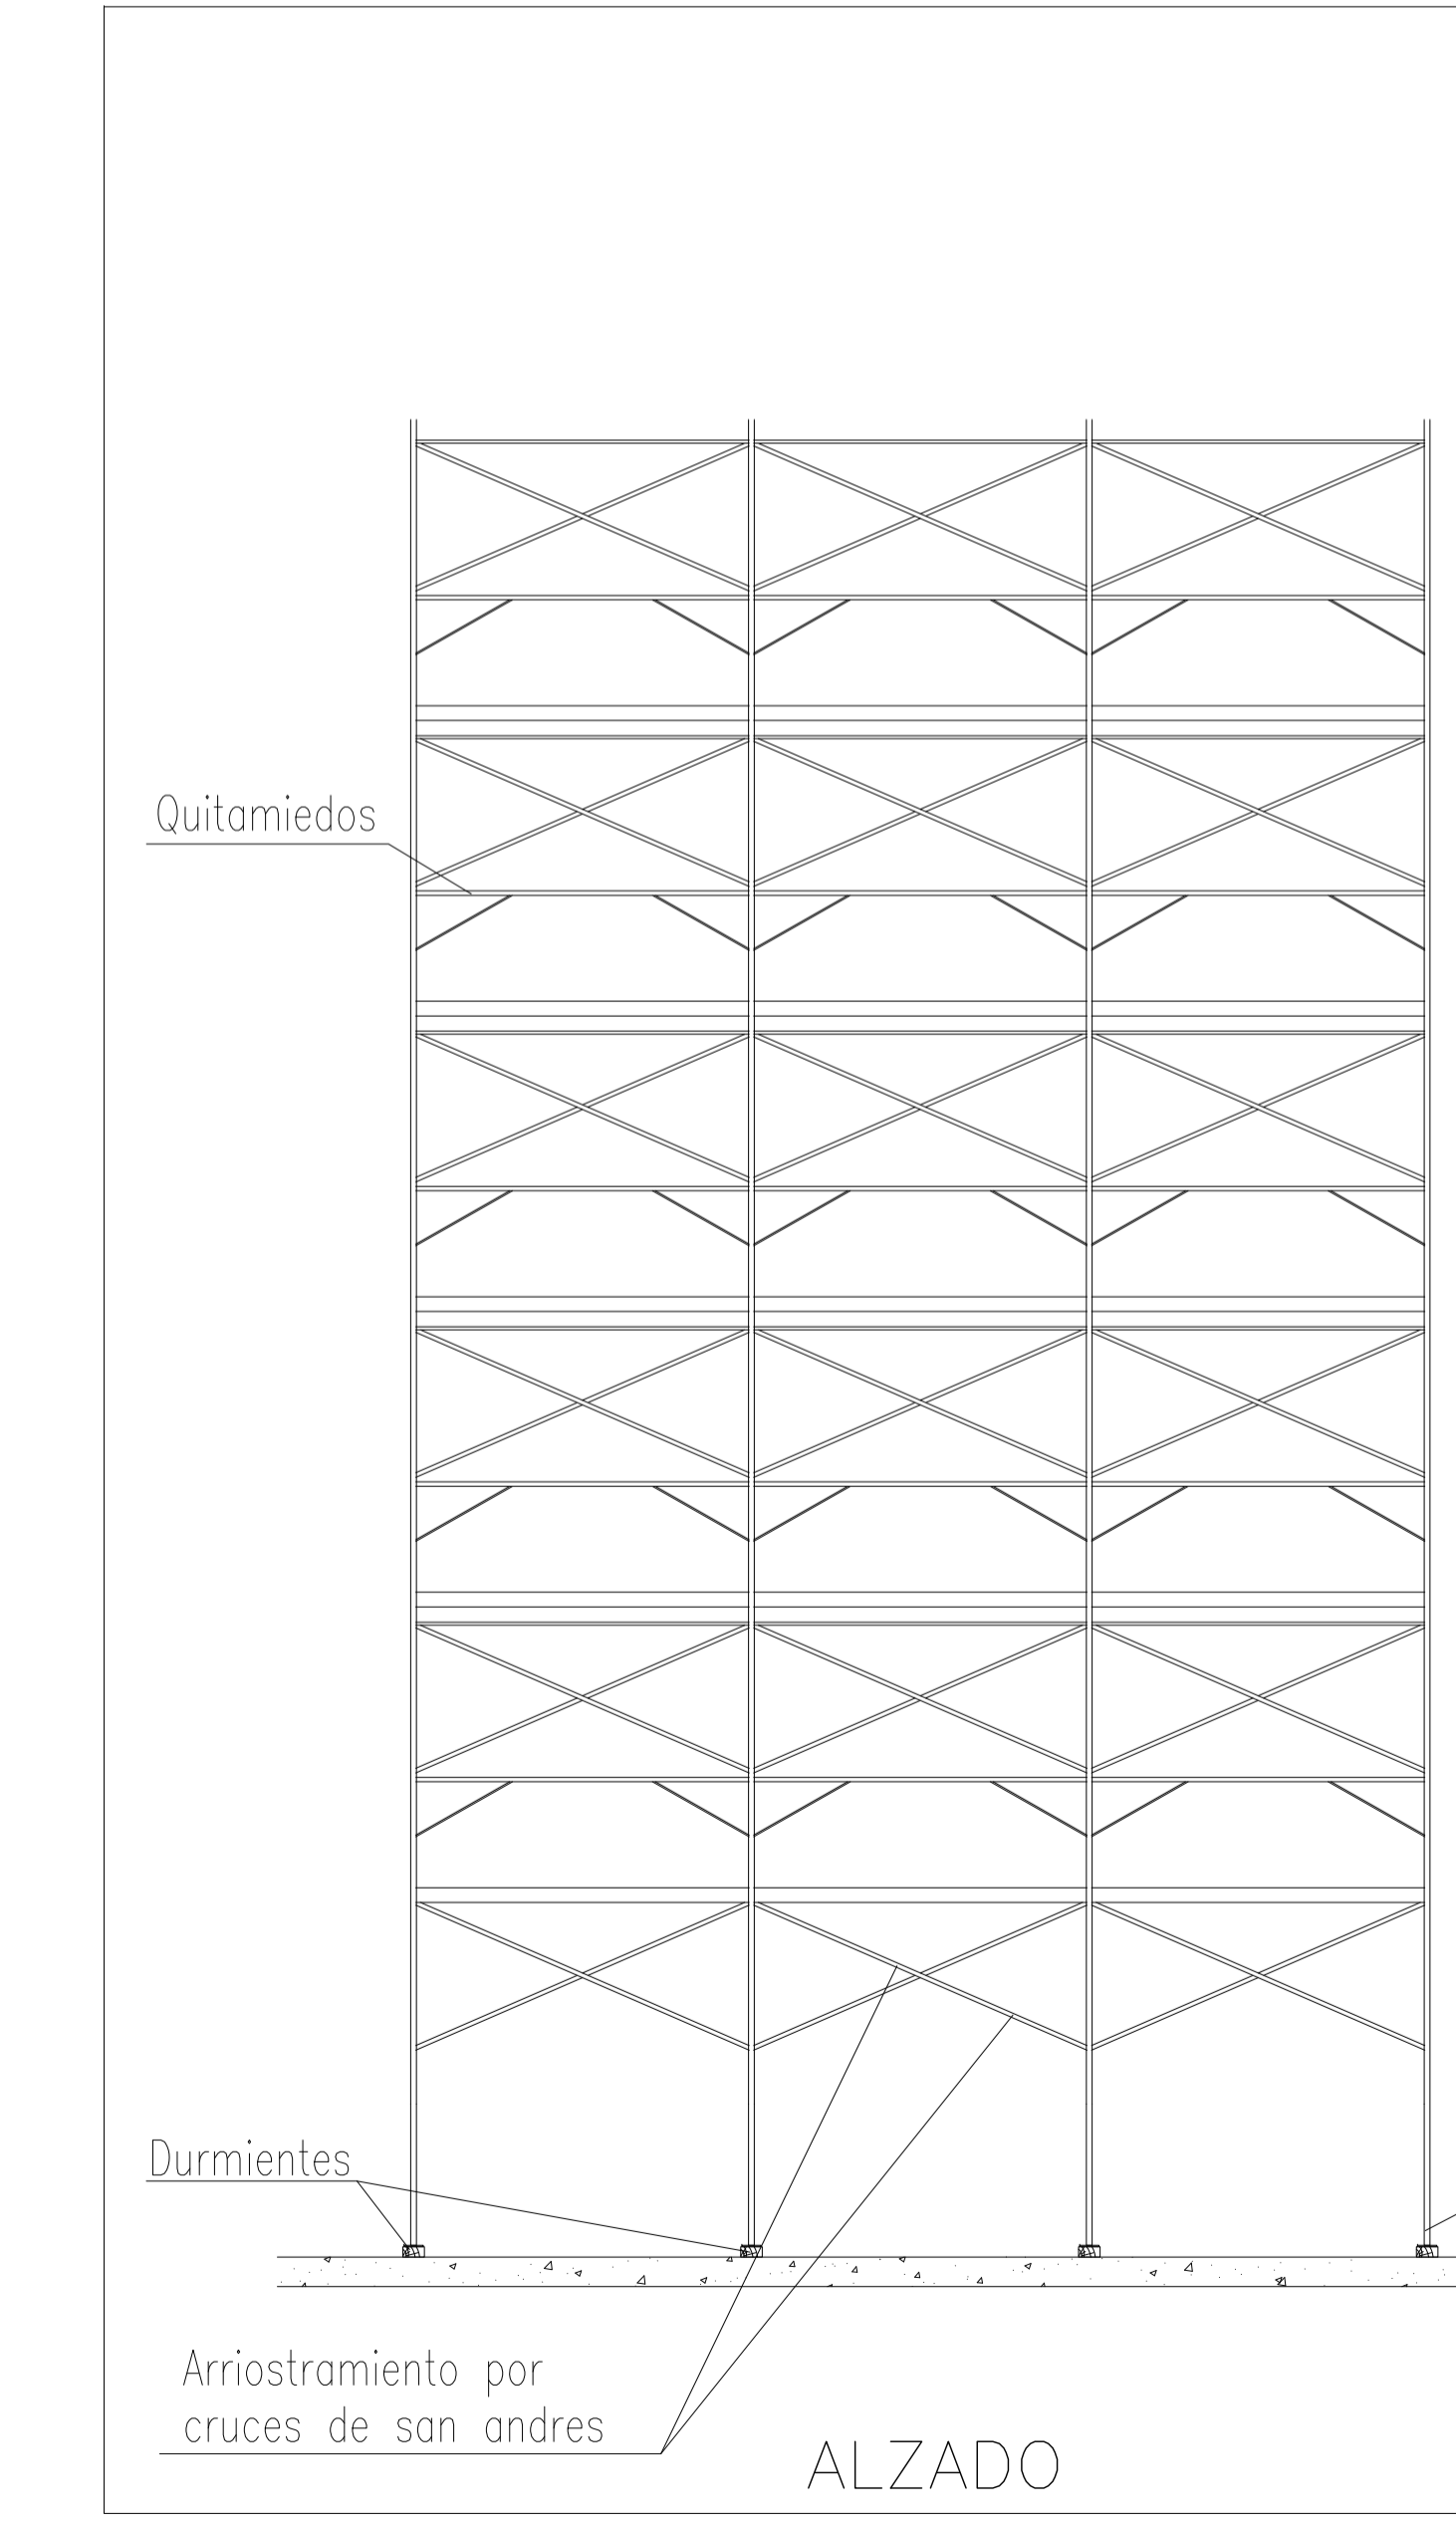 Quitamiedos
Durmientes
Arriostramiento por
cruces de san andres
ALZADO